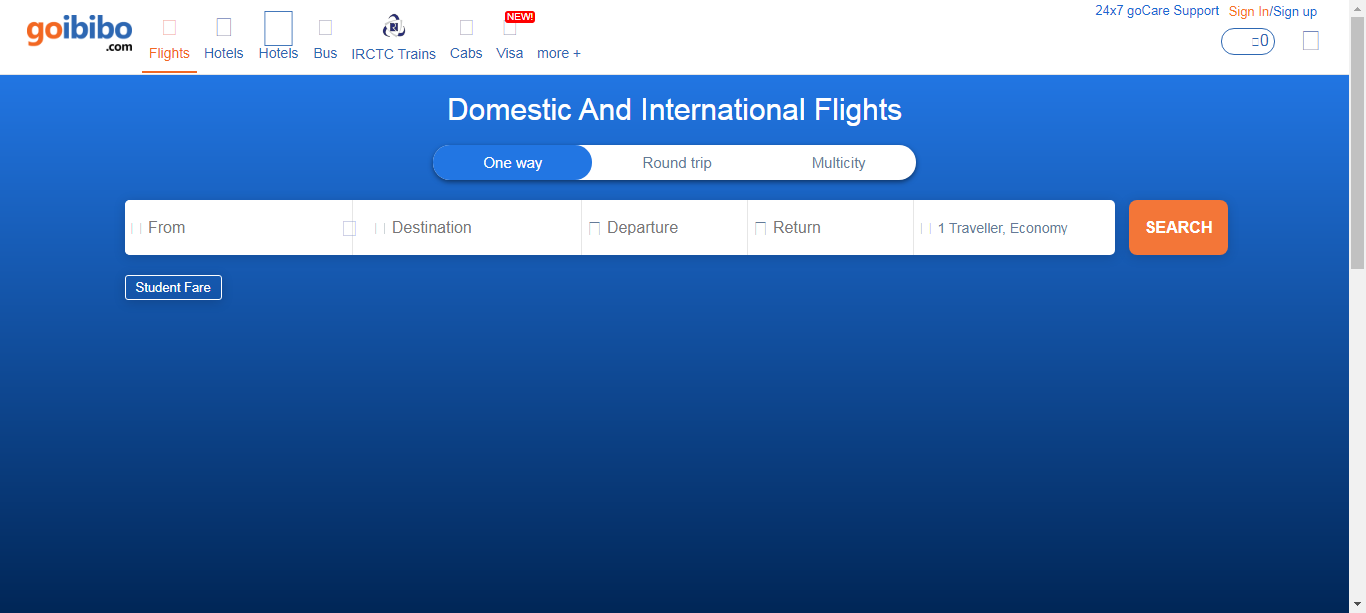 24x7 goCare Support Sign In/Sign up
goibibo
.com
NEW!
Flights Hotels Hotels Bus IRCTC Trains Cabs Visa more +
0
Domestic And International Flights
One way Round trip Multicity
From Destination Departure Return 1 Traveller, Economy SEARCH
Student Fare